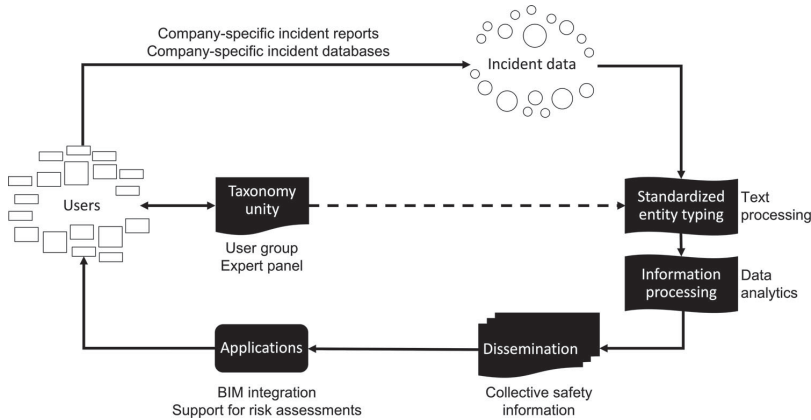 Company-specific incident reports
Company-specific incident databases
Incident data
Users
Taxonomy
unity
User group
Expert panel
Standardized
entity typing
Text
processing
Information
processing
Data
analytics
Applications
BIM integration
Support for risk assessments
Dissemination
Collective safety
information